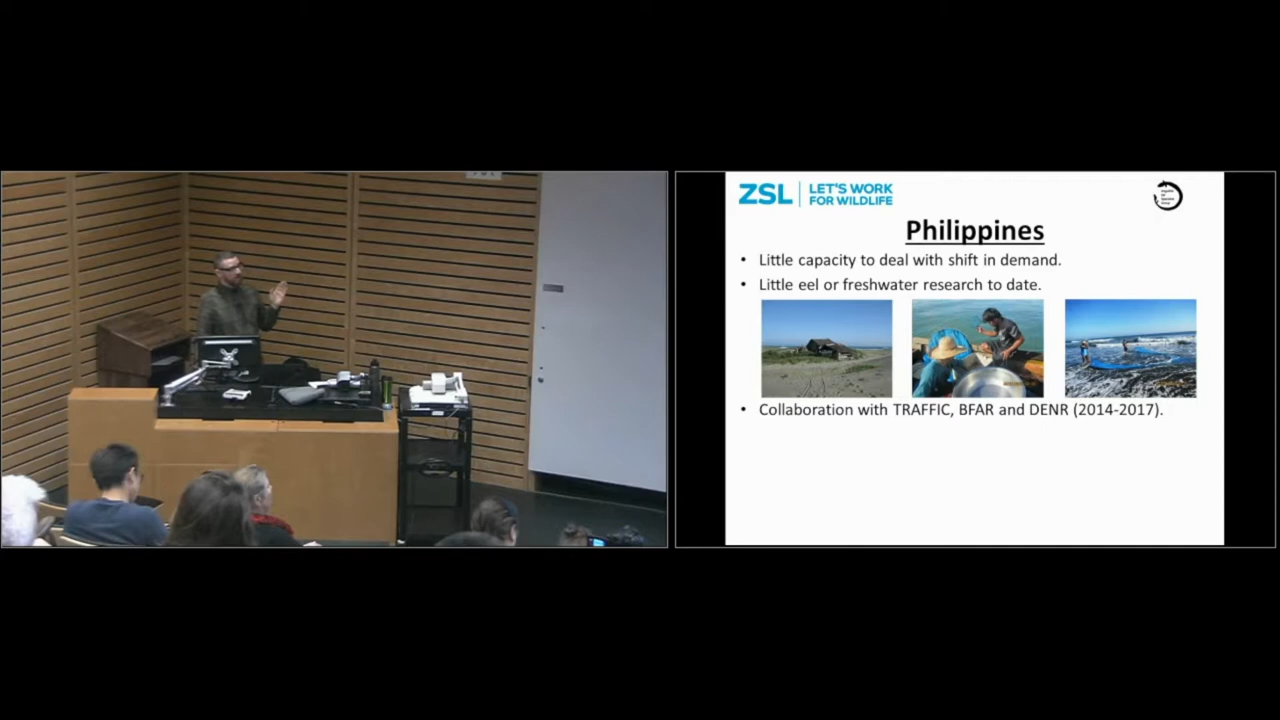 ZSL
LET'S WORK
FOR WILDLIFE
Philippines
• Little capacity to deal with shift in demand.
• Little eel or freshwater research to date.
• Collaboration with TRAFFIC, BFAR and DENR (2014-2017).